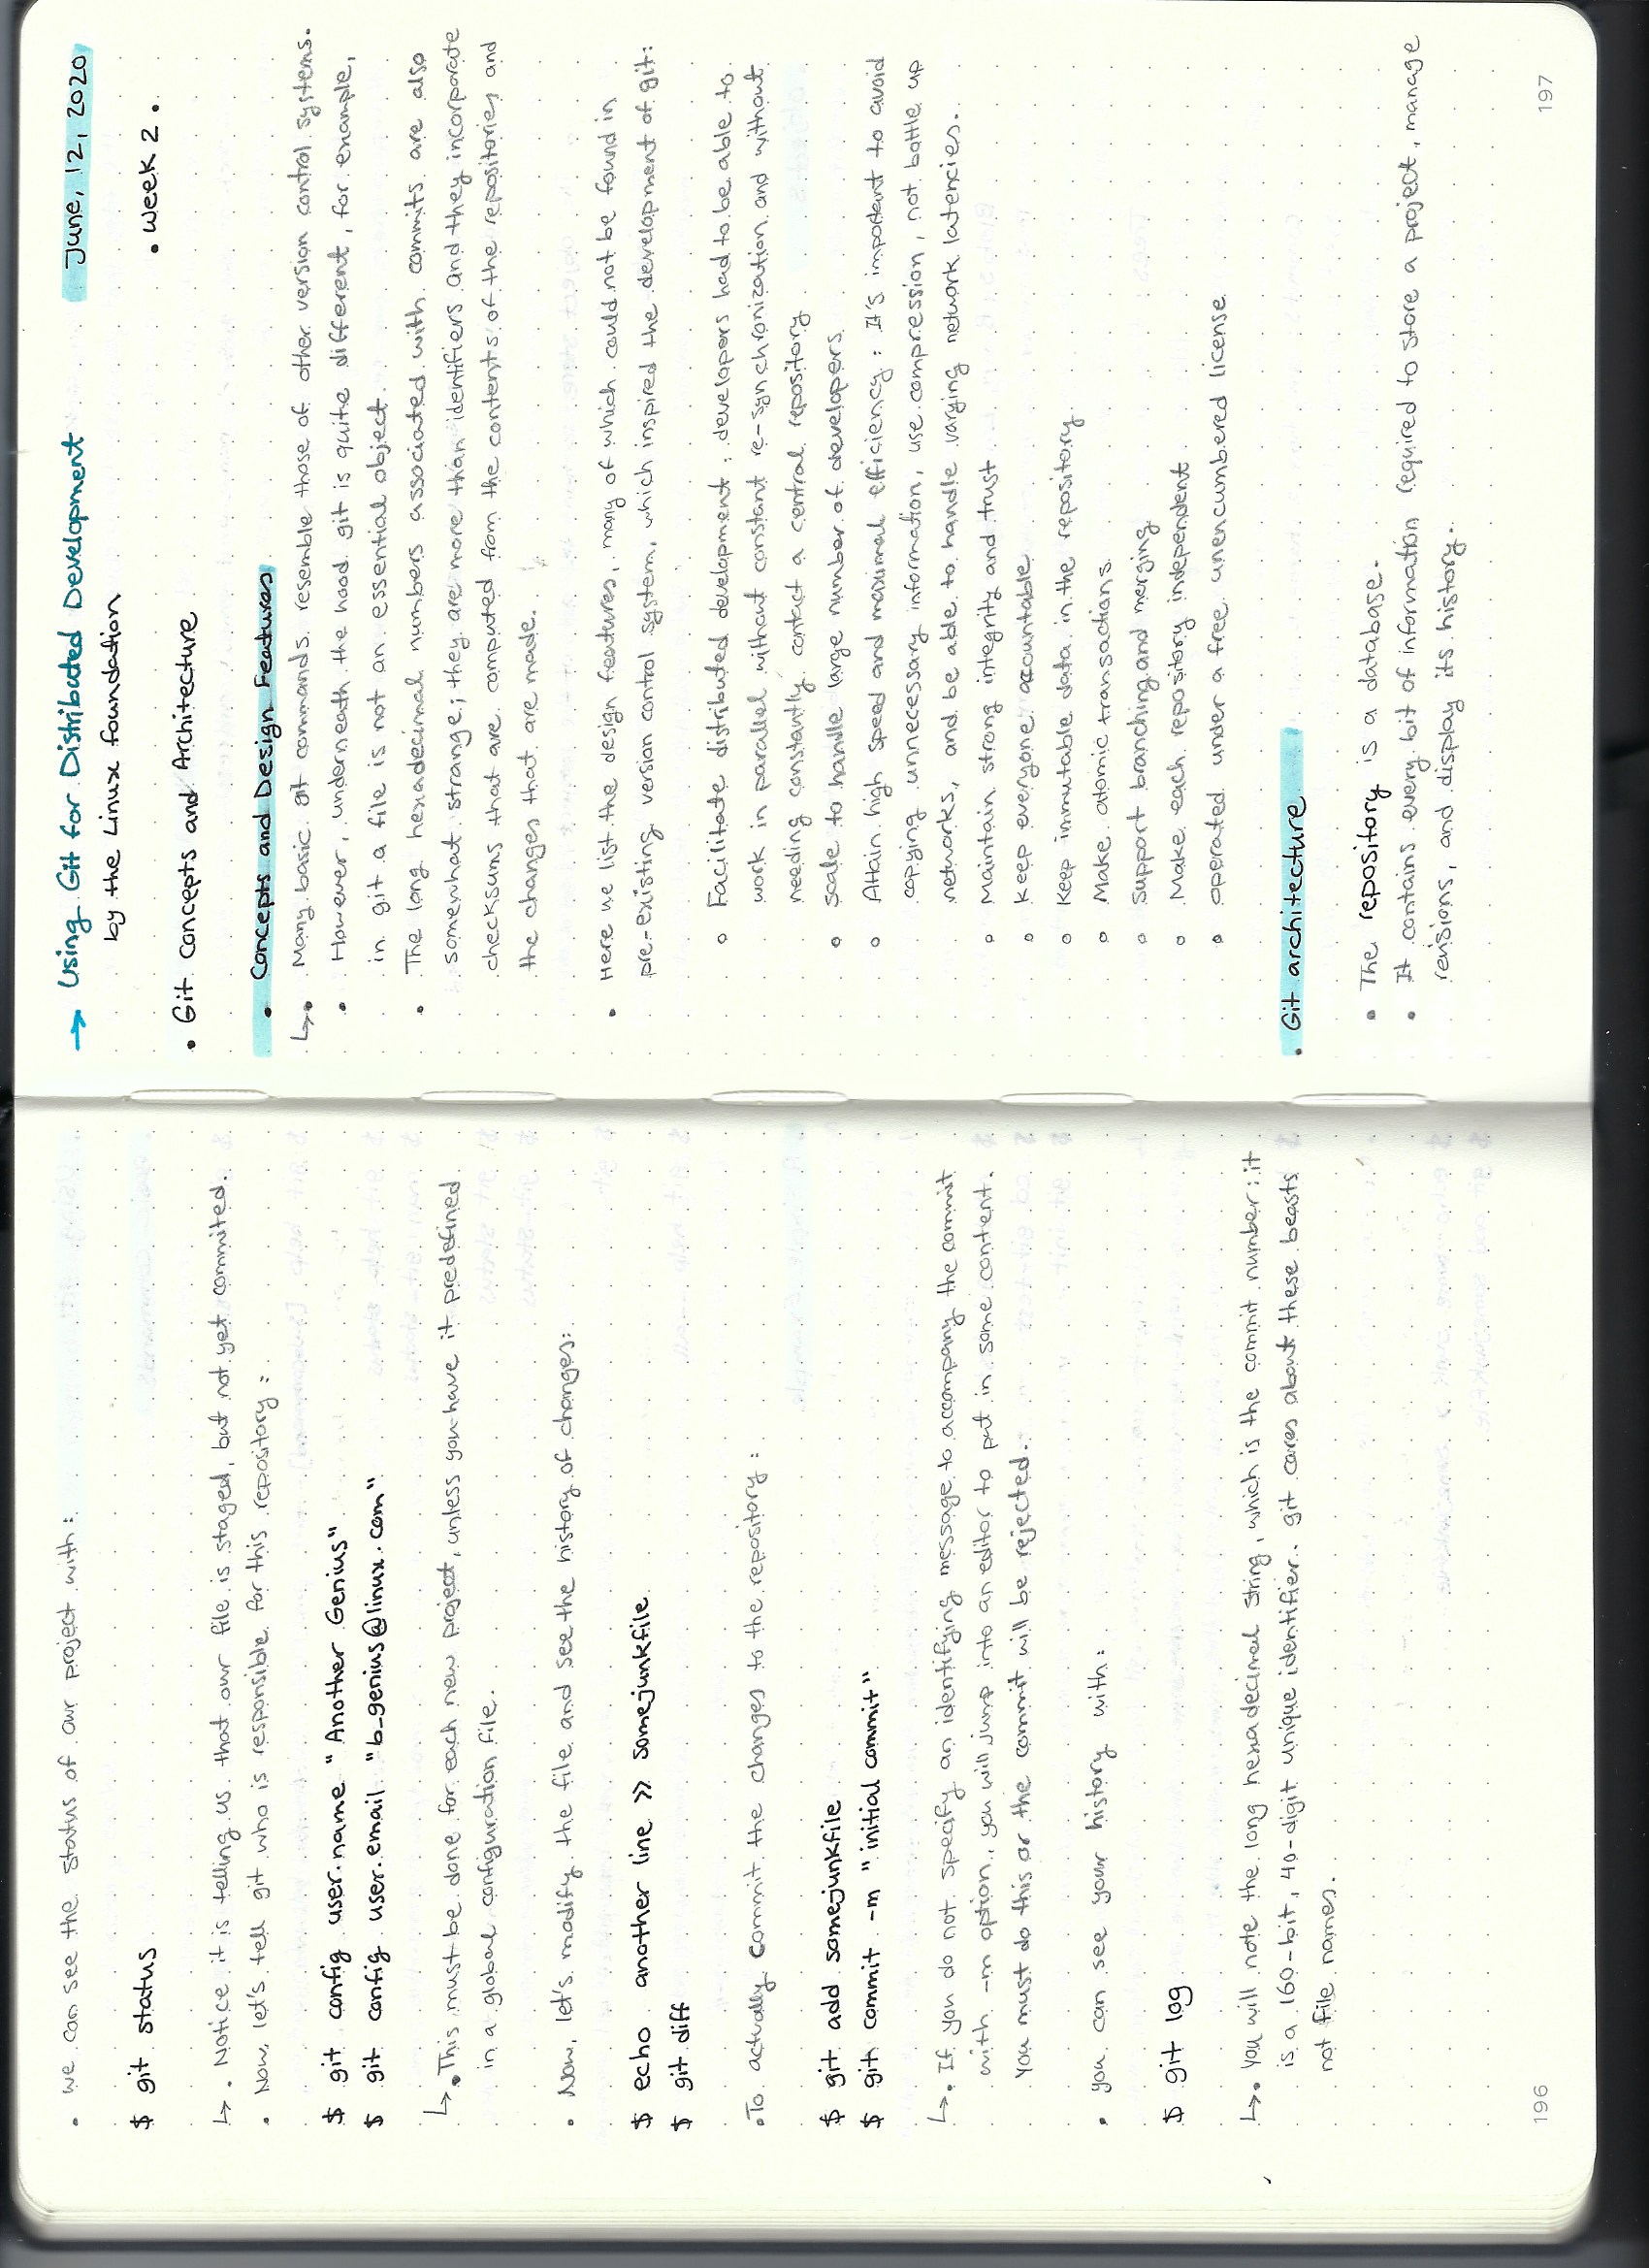 . we can see the status of our project with:
$ git status
↳ . Notice it is telling us that our file is staged, but not yet commited.
. Now, let's tell git who is responsible for this repository :
$ git config user.name "Another Genius"
$ git config user.email "b_genius@linux.com"
↳ . This must be done for each new project, unless you have it predefined
in a global configuration file.
. Now, let's modify the file and see the history of changes:
$ echo another line >> somejunkfile
$ git diff
. To actually commit the changes to the repository :
$ git add somejunkfile
$ git commit -m "initial commit"
↳ . If you do not specify an identifying message to accompany the commit
with -m option, you will jump into an editor to put in some content.
You must do this or the commit will be rejected.
. you can see your history with:
$ git log
↳ . You will note the long hexadecimal string, which is the commit number: it
is a 160-bit, 40-digit unique identifier. git cares about these beasts
not file names.
196
→ Using Git for Distributed Development June, 12, 2020
by the Linux foundation
. Week 2 .
. Git Concepts and Architecture
. Concepts and Design Features
↳ . Many basic git commands resemble those of other version control systems.
. However, underneath the hood git is quite different, for example,
in git a file is not an essential object.
. The long hexadecimal numbers associated with commits are also
somewhat strange; they are more than identifiers and they incorporate
checksums that are computed from the contents of the repositories and
the changes that are made.
. Here we list the design features, many of which could not be found in
pre-existing version control system, which inspired the development of git:
o Facilitate distributed development : developers had to be able to
work in parallel without constant re-synchronization and without
needing constantly contact a central repository
o scale to handle large number of developers
o Attain high speed and maximal efficiency : It's important to avoid
copying unnecessary information, use compression, not bottle up
networks, and be able to handle varying network latencies.
o Maintain strong integrity and trust
o Keep everyone acountable
o Keep immutable data in the repository.
o Make atomic transactions
o support branching and merging
o Make each repository independent
o operated under a free unencumbered license
. Git architecture
. The repository is a database.
. It contains every bit of information required to store a project, manage
revisions, and display its history.
197